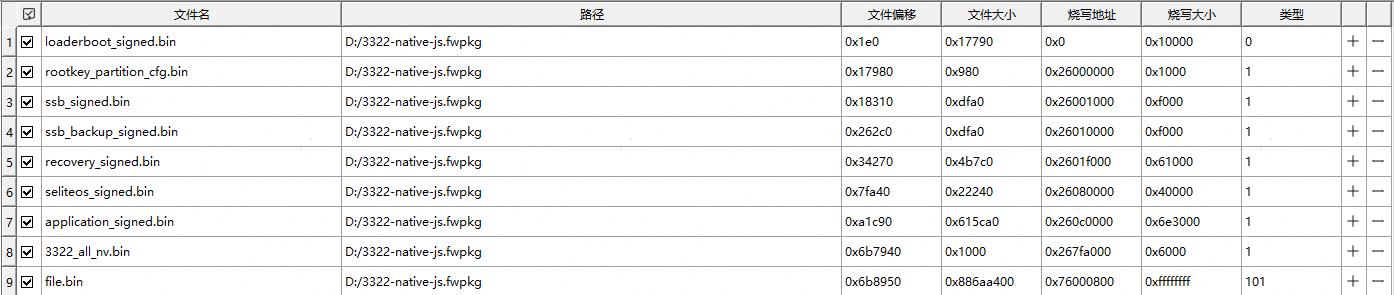 文件名 路径 文件偏移 文件大小 烧写地址 烧写大小 类型
1 loaderboot_signed.bin D:/3322-native-js.fwpkg 0x1e0 0x17790 0x0 0x10000 0 + −
2 rootkey_partition_cfg.bin D:/3322-native-js.fwpkg 0x17980 0x980 0x26000000 0x1000 1 + −
3 ssb_signed.bin D:/3322-native-js.fwpkg 0x18310 0xdfa0 0x26001000 0xf000 1 + −
4 ssb_backup_signed.bin D:/3322-native-js.fwpkg 0x262c0 0xdfa0 0x26010000 0xf000 1 + −
5 recovery_signed.bin D:/3322-native-js.fwpkg 0x34270 0x4b7c0 0x2601f000 0x61000 1 + −
6 seliteos_signed.bin D:/3322-native-js.fwpkg 0x7fa40 0x22240 0x26080000 0x40000 1 + −
7 application_signed.bin D:/3322-native-js.fwpkg 0xa1c90 0x615ca0 0x260c0000 0x6e3000 1 + −
8 3322_all_nv.bin D:/3322-native-js.fwpkg 0x6b7940 0x1000 0x267fa000 0x6000 1 + −
9 file.bin D:/3322-native-js.fwpkg 0x6b8950 0x886aa400 0x76000800 0xffffffff 101 + −